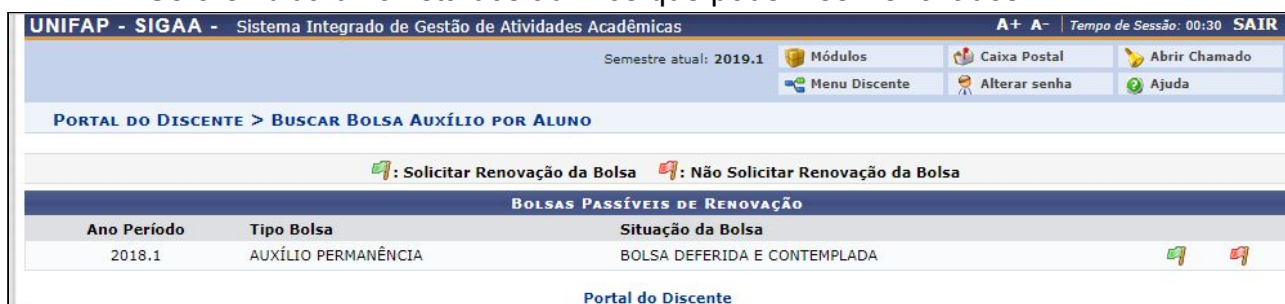 UNIFAP - SIGAA - Sistema Integrado de Gestão de Atividades Acadêmicas A+ A- | Tempo de Sessão: 00:30 SAIR
Semestre atual: 2019.1 Módulos Caixa Postal Abrir Chamado
Menu Discente Alterar senha Ajuda
PORTAL DO DISCENTE > BUSCAR BOLSA AUXÍLIO POR ALUNO
: Solicitar Renovação da Bolsa : Não Solicitar Renovação da Bolsa
BOLSAS PASSÍVEIS DE RENOVAÇÃO
Ano Período Tipo Bolsa Situação da Bolsa
2018.1 AUXÍLIO PERMANÊNCIA BOLSA DEFERIDA E CONTEMPLADA
Portal do Discente